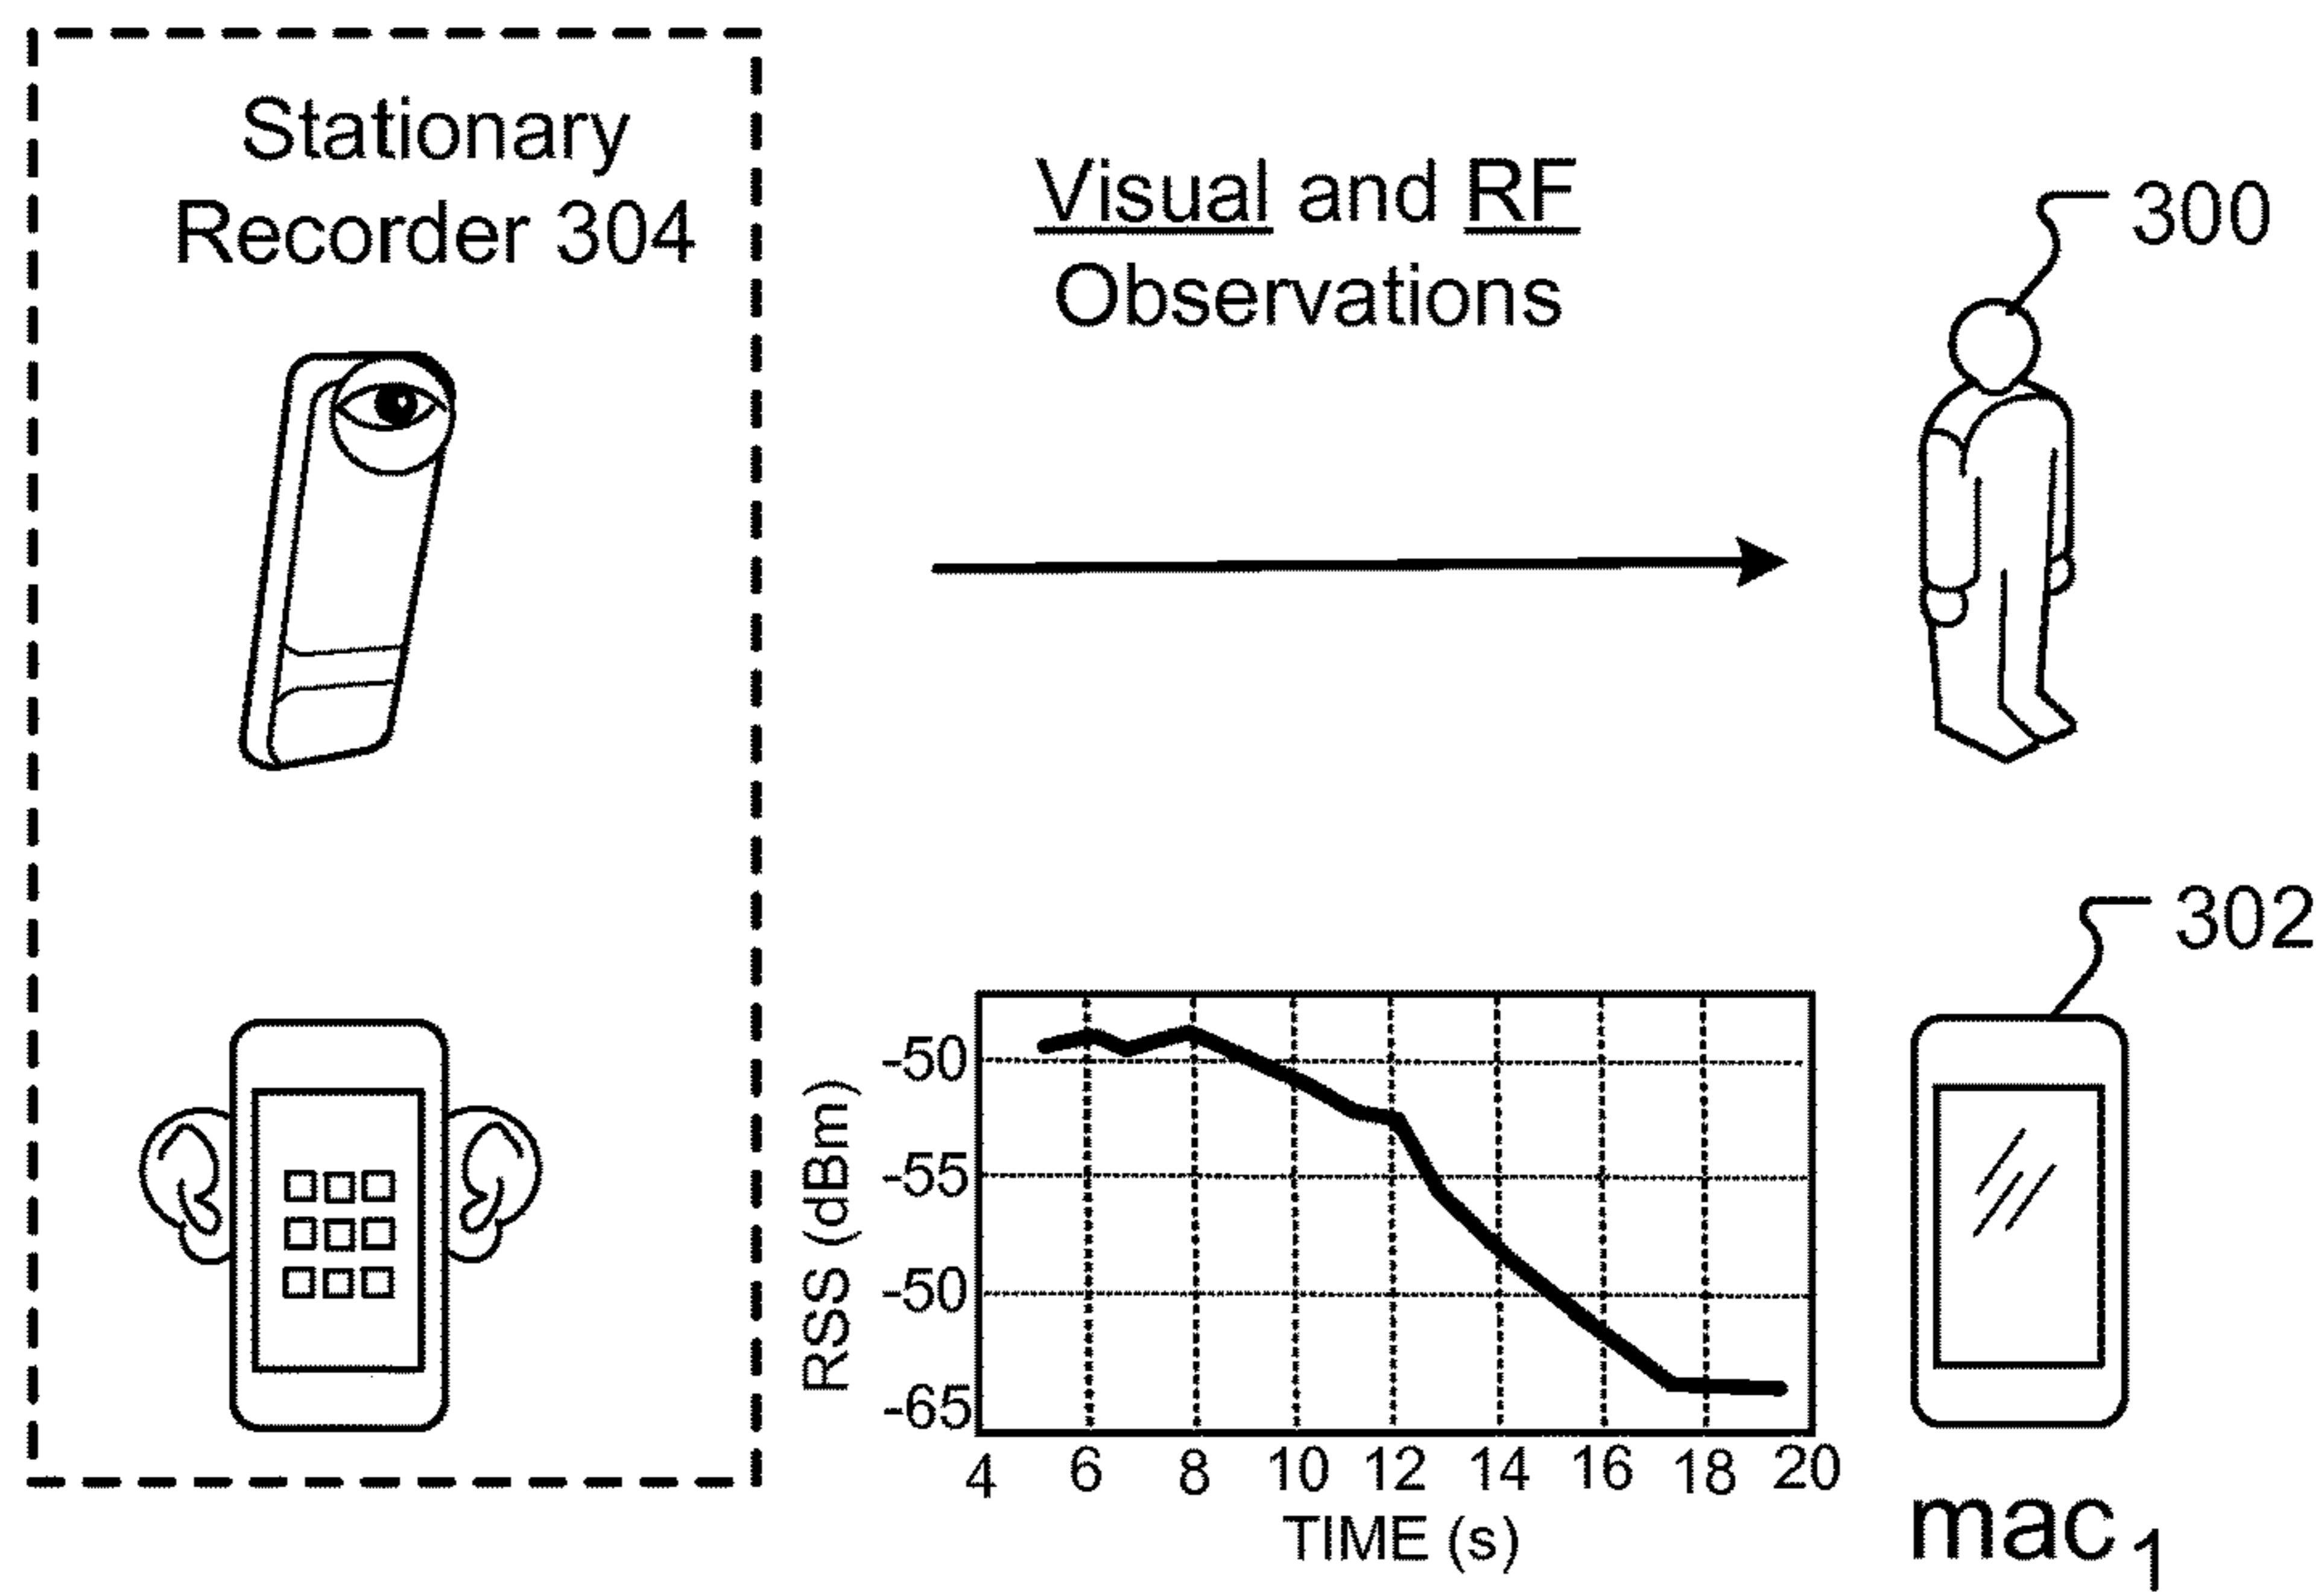 Stationary
Recorder 304
Visual and RF
Observations
300
302
RSS (dBm)
-50
-55
-50
-65
4 6 8 10 12 14 16 18 20
TIME (s)
mac1